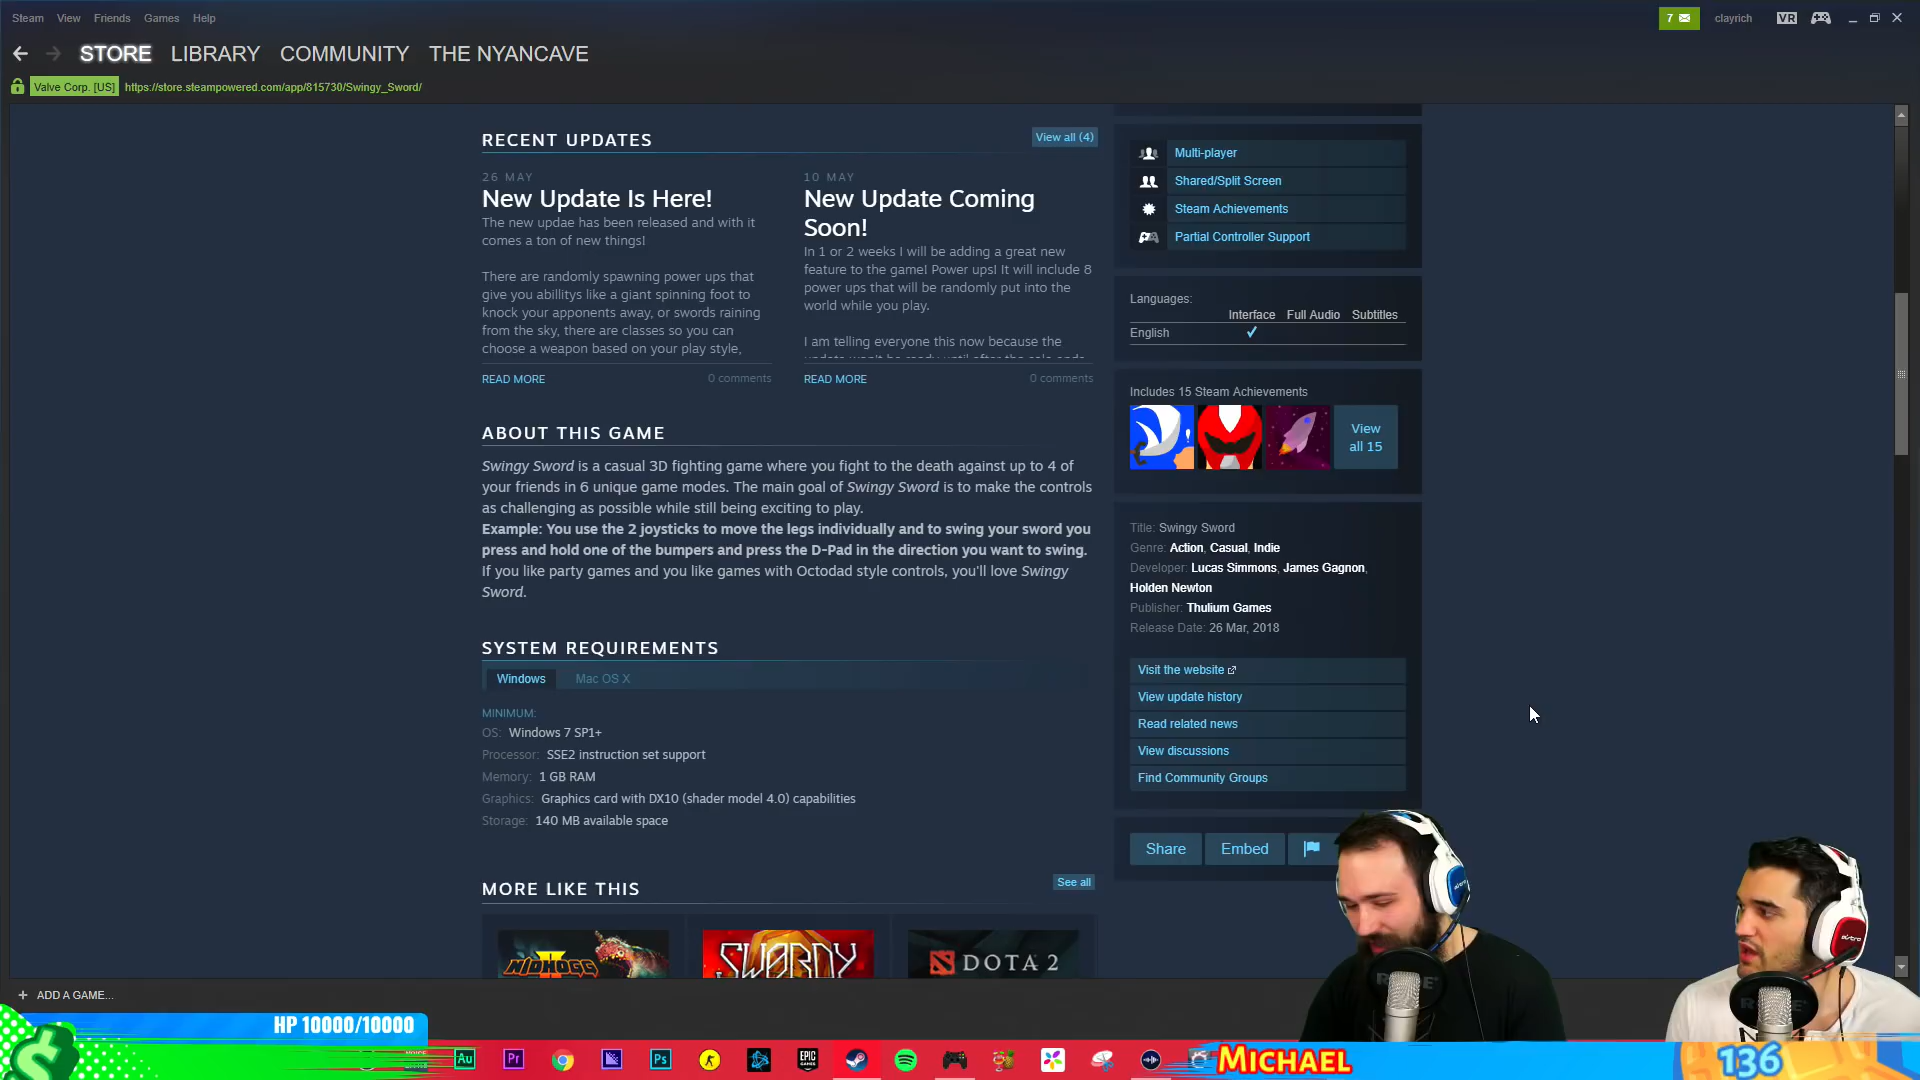 Steam View Friends Games Help
7 clayrich VR
STORE LIBRARY COMMUNITY THE NYANCAVE
Valve Corp. [US] https://store.steampowered.com/app/815730/Swingy_Sword/
RECENT UPDATES View all (4)
26 MAY
New Update Is Here!
The new updae has been released and with it
comes a ton of new things!
There are randomly spawning power ups that
give you abillitys like a giant spinning foot to
knock your apponents away, or swords raining
from the sky, there are classes so you can
choose a weapon based on your play style,
READ MORE 0 comments
10 MAY
New Update Coming
Soon!
In 1 or 2 weeks I will be adding a great new
feature to the game! Power ups! It will include 8
power ups that will be randomly put into the
world while you play.
I am telling everyone this now because the
update won't be ready until after the sale ends
READ MORE 0 comments
ABOUT THIS GAME
Swingy Sword is a casual 3D fighting game where you fight to the death against up to 4 of
your friends in 6 unique game modes. The main goal of Swingy Sword is to make the controls
as challenging as possible while still being exciting to play.
Example: You use the 2 joysticks to move the legs individually and to swing your sword you
press and hold one of the bumpers and press the D-Pad in the direction you want to swing.
If you like party games and you like games with Octodad style controls, you'll love Swingy
Sword.
SYSTEM REQUIREMENTS
Windows Mac OS X
MINIMUM:
OS: Windows 7 SP1+
Processor: SSE2 instruction set support
Memory: 1 GB RAM
Graphics: Graphics card with DX10 (shader model 4.0) capabilities
Storage: 140 MB available space
MORE LIKE THIS See all
NIDHOGG II
SWORDY
DOTA 2
Multi-player
Shared/Split Screen
Steam Achievements
Partial Controller Support
Languages:
Interface Full Audio Subtitles
English
Includes 15 Steam Achievements
View
all 15
Title: Swingy Sword
Genre: Action, Casual, Indie
Developer: Lucas Simmons, James Gagnon,
Holden Newton
Publisher: Thulium Games
Release Date: 26 Mar, 2018
Visit the website
View update history
Read related news
View discussions
Find Community Groups
Share Embed
+ ADD A GAME...
HP 10000/10000
Au Pr Ps EPIC GAMES
MICHAEL
136